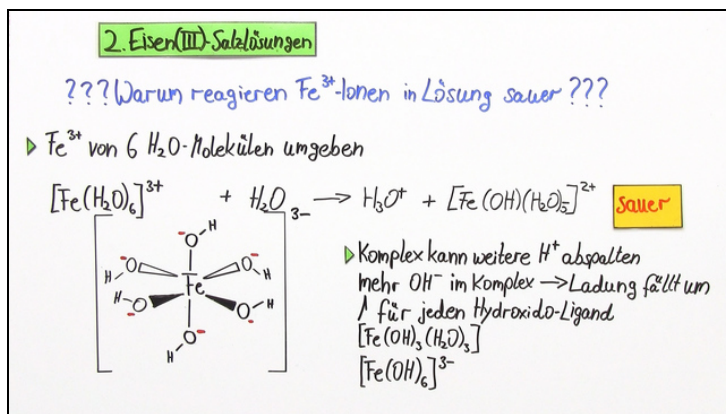 2. Eisen(III)-Salzlösungen
???Warum reagieren Fe³⁺-Ionen in Lösung sauer???
Fe³⁺ von 6 H₂O-Molekülen umgeben
[Fe(H₂O)₆]³⁺ + H₂O → H₃O⁺ + [Fe(OH)(H₂O)₅]²⁺ sauer
3–
H
O
H O O H
Fe
H O O H
O
H
Komplex kann weitere H⁺ abspalten
mehr OH⁻ im Komplex → Ladung fällt um
1 für jeden Hydroxido-Ligand
[Fe(OH)₃(H₂O)₃]
[Fe(OH)₆]³⁻